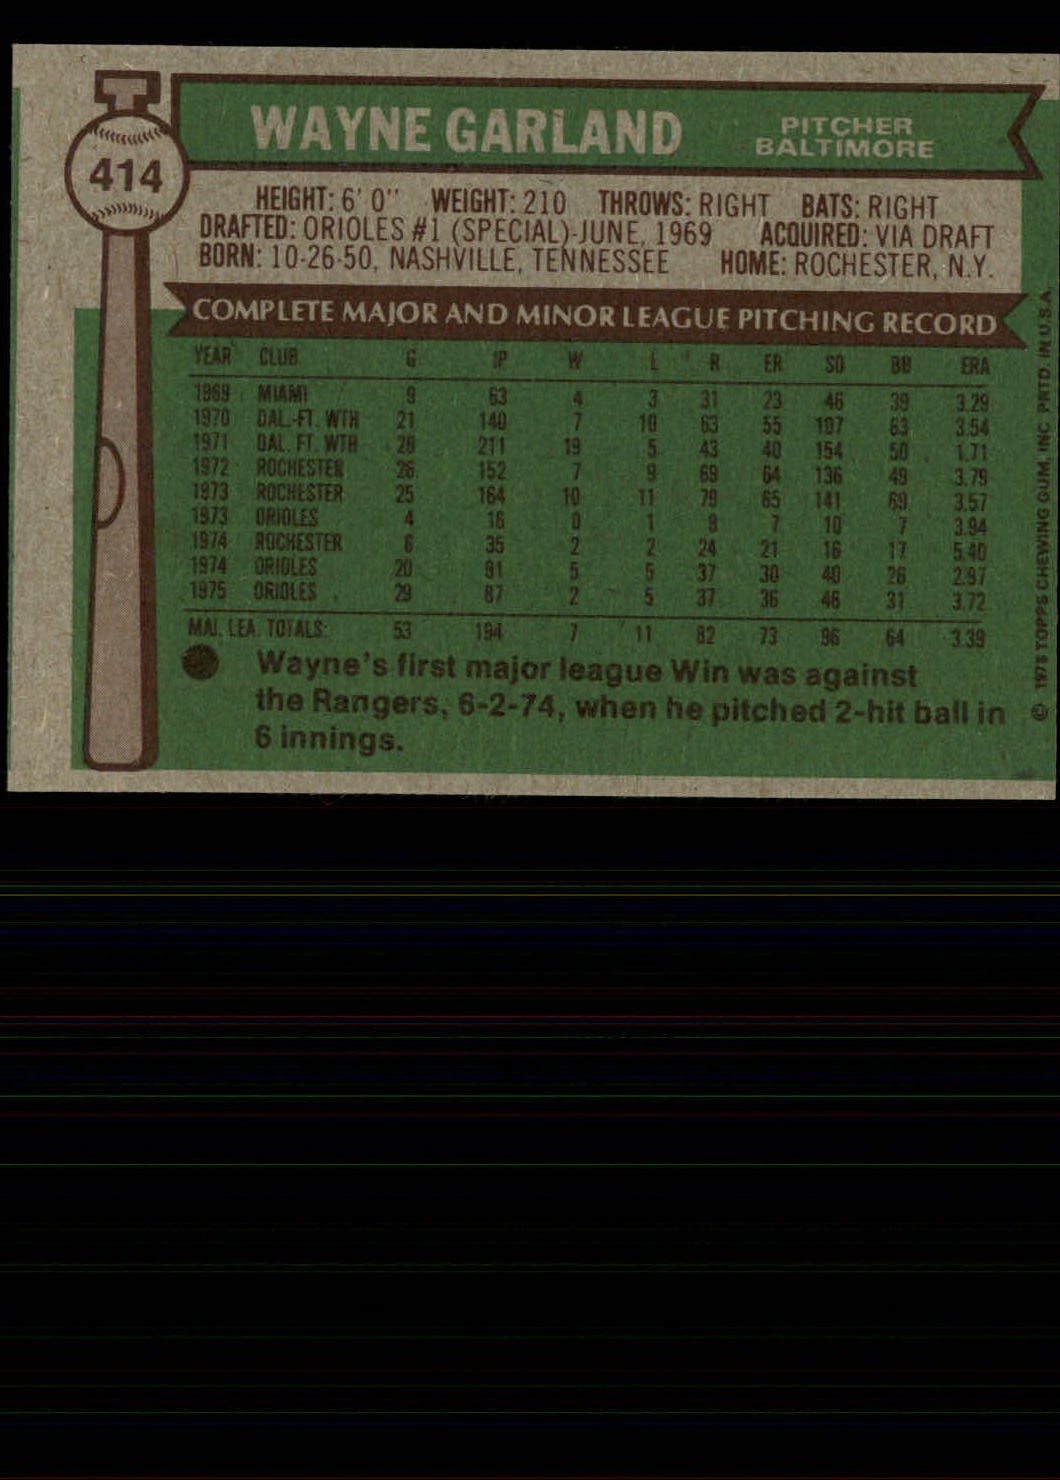 414
WAYNE GARLAND
PITCHER
BALTIMORE
HEIGHT: 6' 0" WEIGHT: 210 THROWS: RIGHT BATS: RIGHT
DRAFTED: ORIOLES #1 (SPECIAL)-JUNE, 1969 ACQUIRED: VIA DRAFT
BORN: 10-26-50, NASHVILLE, TENNESSEE HOME: ROCHESTER, N.Y.
COMPLETE MAJOR AND MINOR LEAGUE PITCHING RECORD
YEAR CLUB G IP W L R ER SO BB ERA
1969 MIAMI 9 63 4 3 31 23 46 39 3.29
1970 DAL.-FT. WTH 21 140 7 10 63 55 107 63 3.54
1971 DAL. FT. WTH 28 211 19 5 43 40 154 50 1.71
1972 ROCHESTER 26 152 7 9 69 64 136 49 3.79
1973 ROCHESTER 25 164 10 11 79 65 141 69 3.57
1973 ORIOLES 4 16 0 1 8 7 10 7 3.94
1974 ROCHESTER 6 35 2 2 24 21 16 17 5.40
1974 ORIOLES 20 91 5 5 37 30 40 26 2.97
1975 ORIOLES 29 87 2 5 37 36 46 31 3.72
MAJ. LEA. TOTALS: 53 194 7 11 82 73 96 64 3.39
Wayne's first major league Win was against
the Rangers, 6-2-74, when he pitched 2-hit ball in
6 innings.
© 1976 TOPPS CHEWING GUM, INC. PRTD. IN U.S.A.